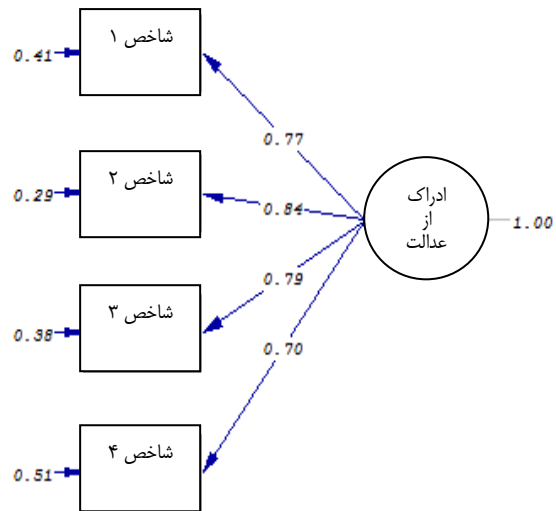 شاخص ۱
0.41
0.77
شاخص ۲
0.29
0.84
ادراک
از
عدالت
1.00
0.79
شاخص ۳
0.38
0.70
شاخص ۴
0.51